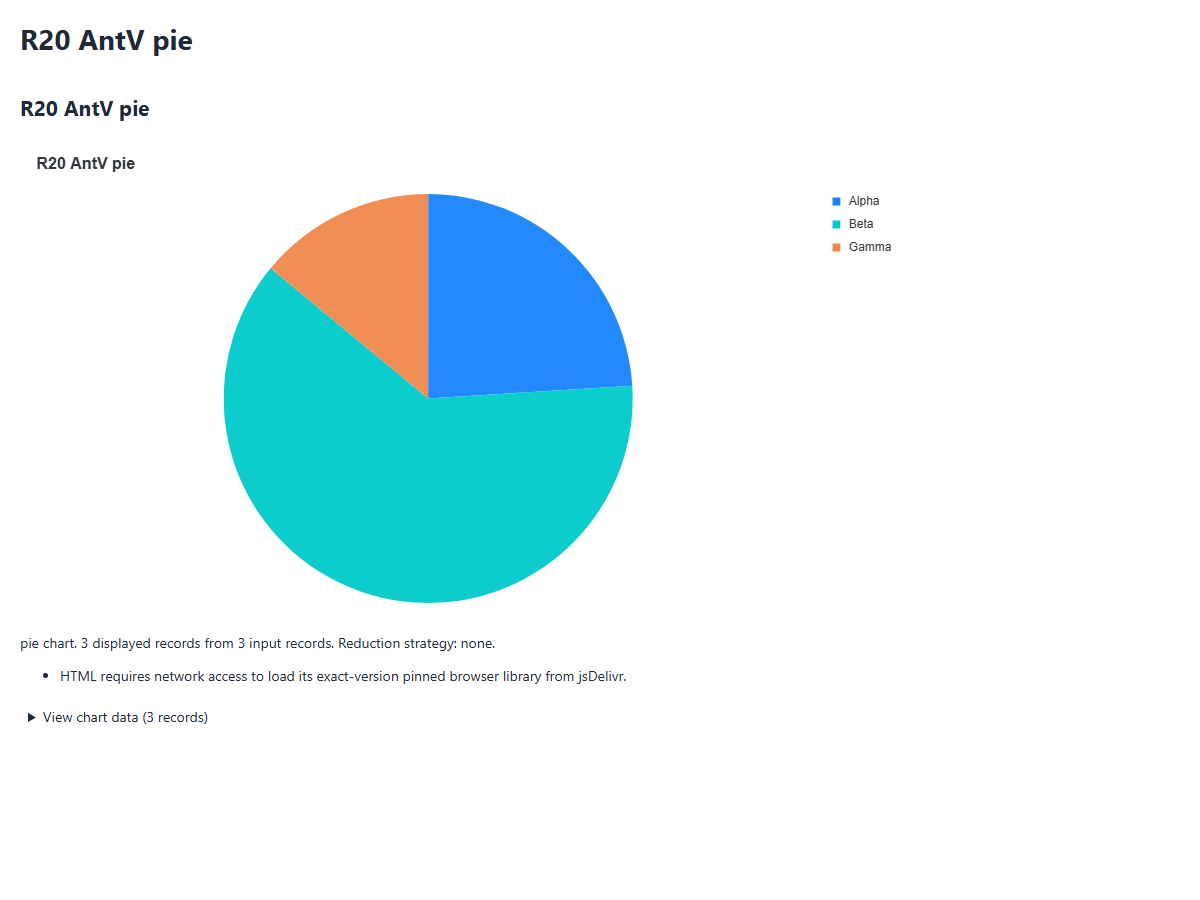 R20 AntV pie
R20 AntV pie
R20 AntV pie
Alpha
Beta
Gamma
pie chart. 3 displayed records from 3 input records. Reduction strategy: none.
• HTML requires network access to load its exact-version pinned browser library from jsDelivr.
▶ View chart data (3 records)